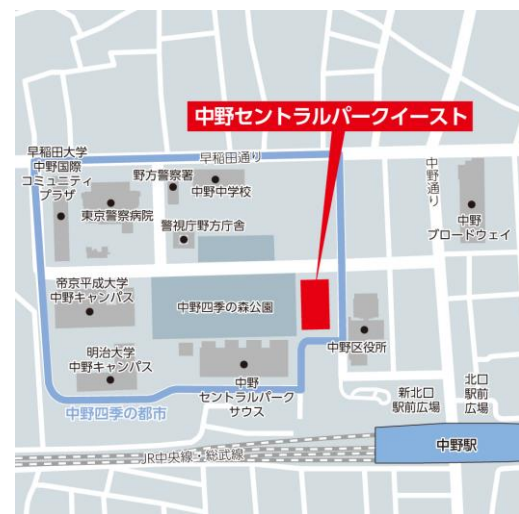 中野セントラルパークイースト
早稲田通り
早稲田大学
中野国際
コミュニティ
プラザ
野方警察署
中野中学校
東京警察病院
警視庁野方庁舎
中野通り
中野
ブロードウェイ
帝京平成大学
中野キャンパス
中野四季の森公園
明治大学
中野キャンパス
中野
セントラルパーク
サウス
中野区役所
中野四季の都市
新北口
駅前広場
北口
駅前
広場
中野駅
JR中央線・総武線